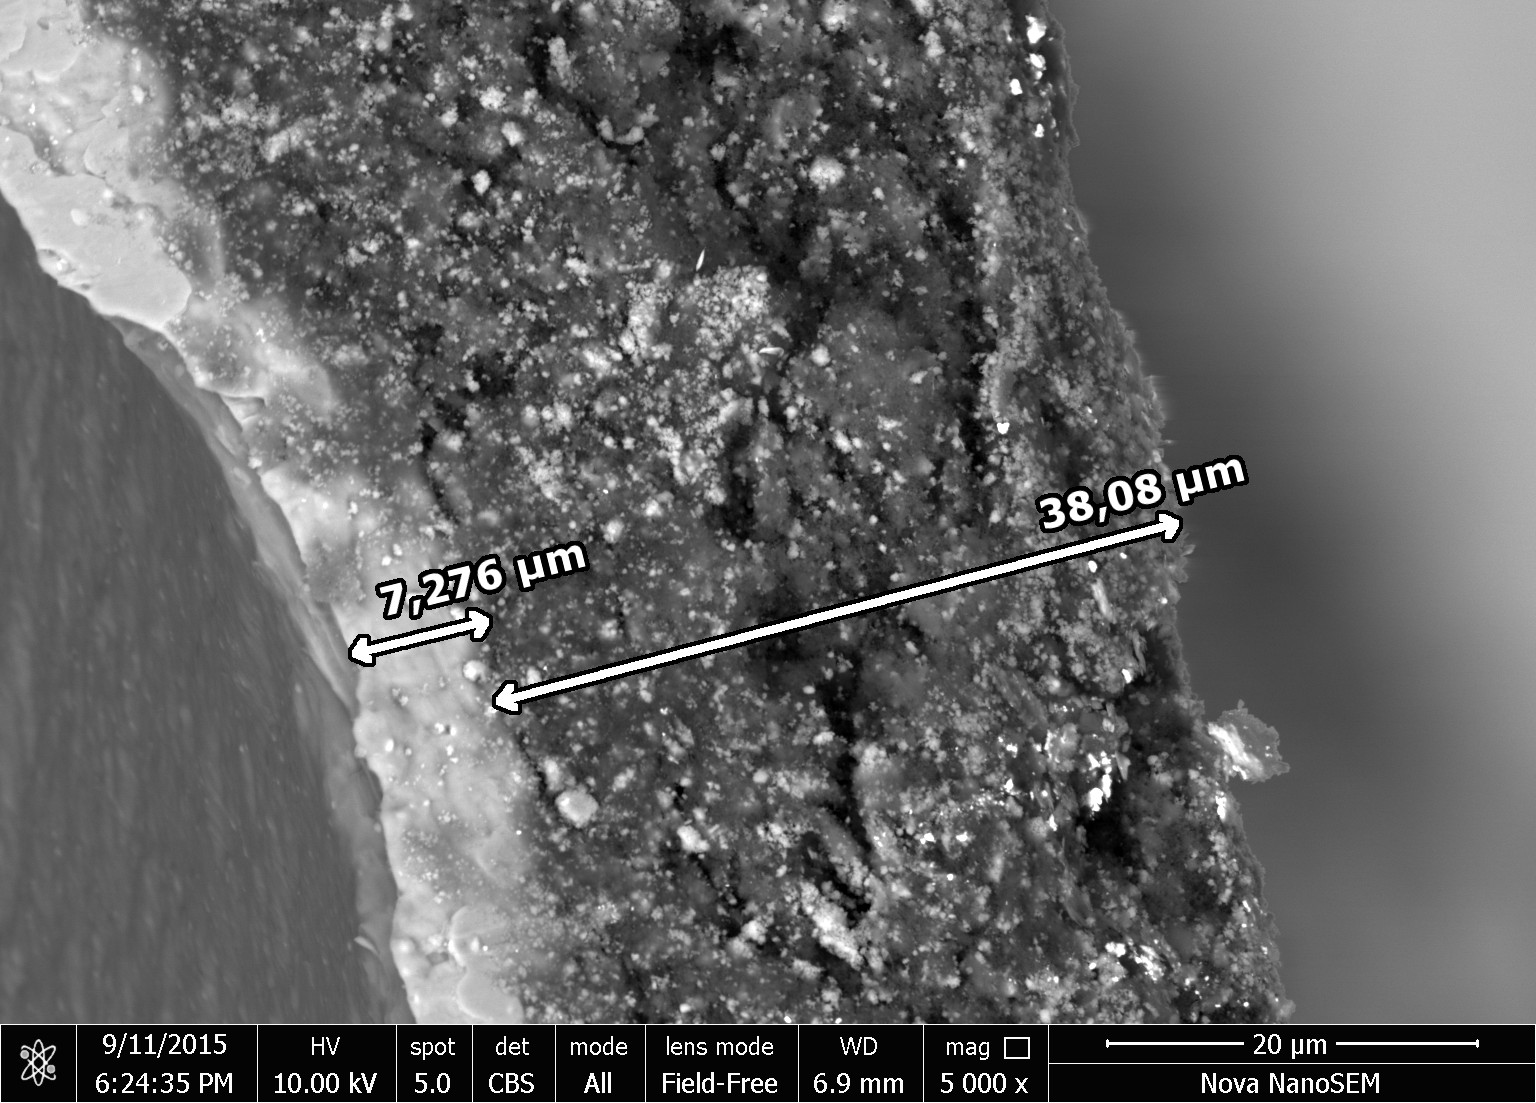 38,08 µm
7,276 µm
9/11/2015
6:24:35 PM
HV
10.00 kV
spot
5.0
det
CBS
mode
All
lens mode
Field-Free
WD
6.9 mm
mag
5 000 x
20 µm
Nova NanoSEM